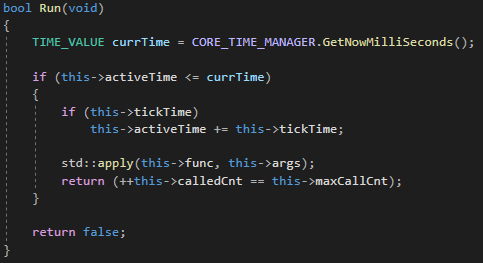 bool Run(void)
{
    TIME_VALUE currTime = CORE_TIME_MANAGER.GetNowMilliSeconds();

    if (this->activeTime <= currTime)
    {
        if (this->tickTime)
            this->activeTime += this->tickTime;

        std::apply(this->func, this->args);
        return (++this->calledCnt == this->maxCallCnt);
    }

    return false;
}